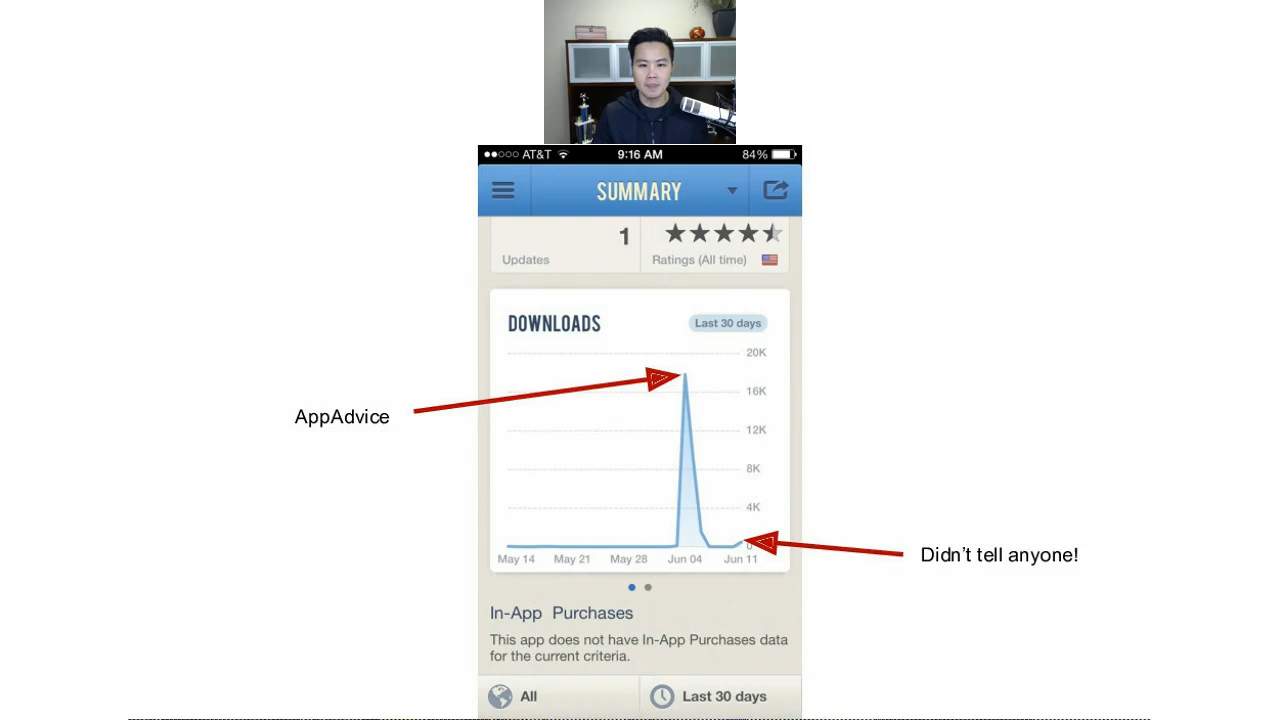 AT&T 9:16 AM 84%
SUMMARY
1
Updates Ratings (All time)
DOWNLOADS Last 30 days
20K
16K
AppAdvice
12K
8K
4K
0
Didn't tell anyone!
May 14 May 21 May 28 Jun 04 Jun 11
In-App Purchases
This app does not have In-App Purchases data
for the current criteria.
All Last 30 days